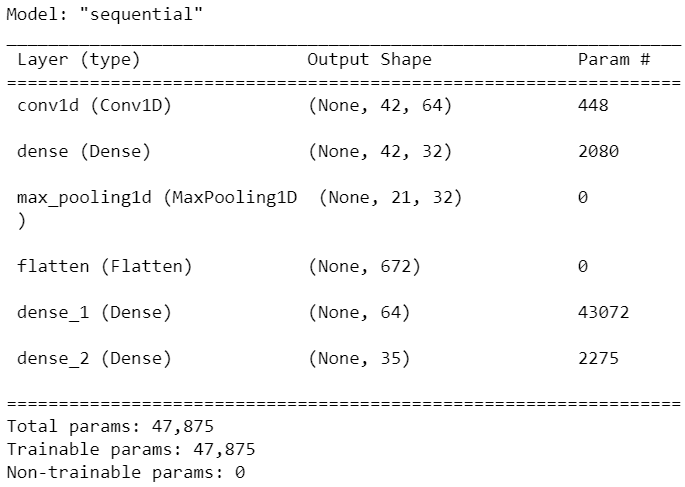 Model: "sequential"
Layer (type) Output Shape Param #
conv1d (Conv1D) (None, 42, 64) 448
dense (Dense) (None, 42, 32) 2080
max_pooling1d (MaxPooling1D (None, 21, 32) 0
)
flatten (Flatten) (None, 672) 0
dense_1 (Dense) (None, 64) 43072
dense_2 (Dense) (None, 35) 2275
Total params: 47,875
Trainable params: 47,875
Non-trainable params: 0